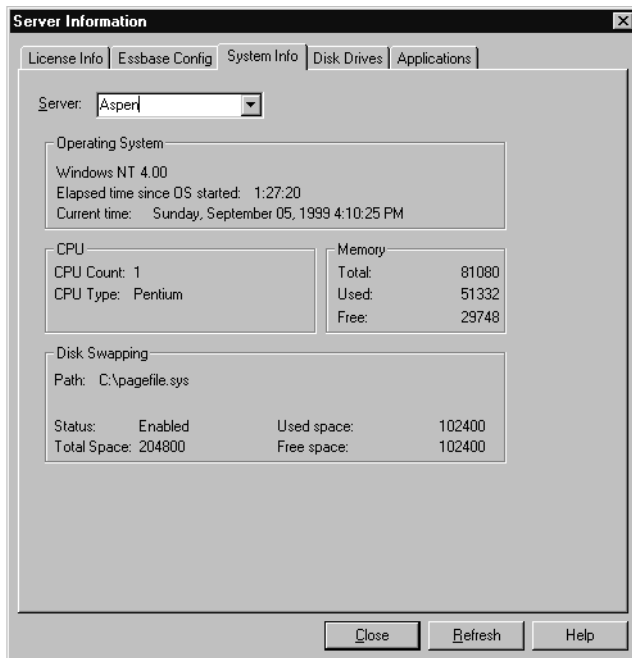 Server Information
License Info Essbase Config System Info Disk Drives Applications
Server: Aspen
Operating System
Windows NT 4.00
Elapsed time since OS started: 1:27:20
Current time: Sunday, September 05, 1999 4:10:25 PM
CPU
CPU Count: 1
CPU Type: Pentium
Memory
Total: 81080
Used: 51332
Free: 29748
Disk Swapping
Path: C:\pagefile.sys
Status: Enabled Used space: 102400
Total Space: 204800 Free space: 102400
Close Refresh Help